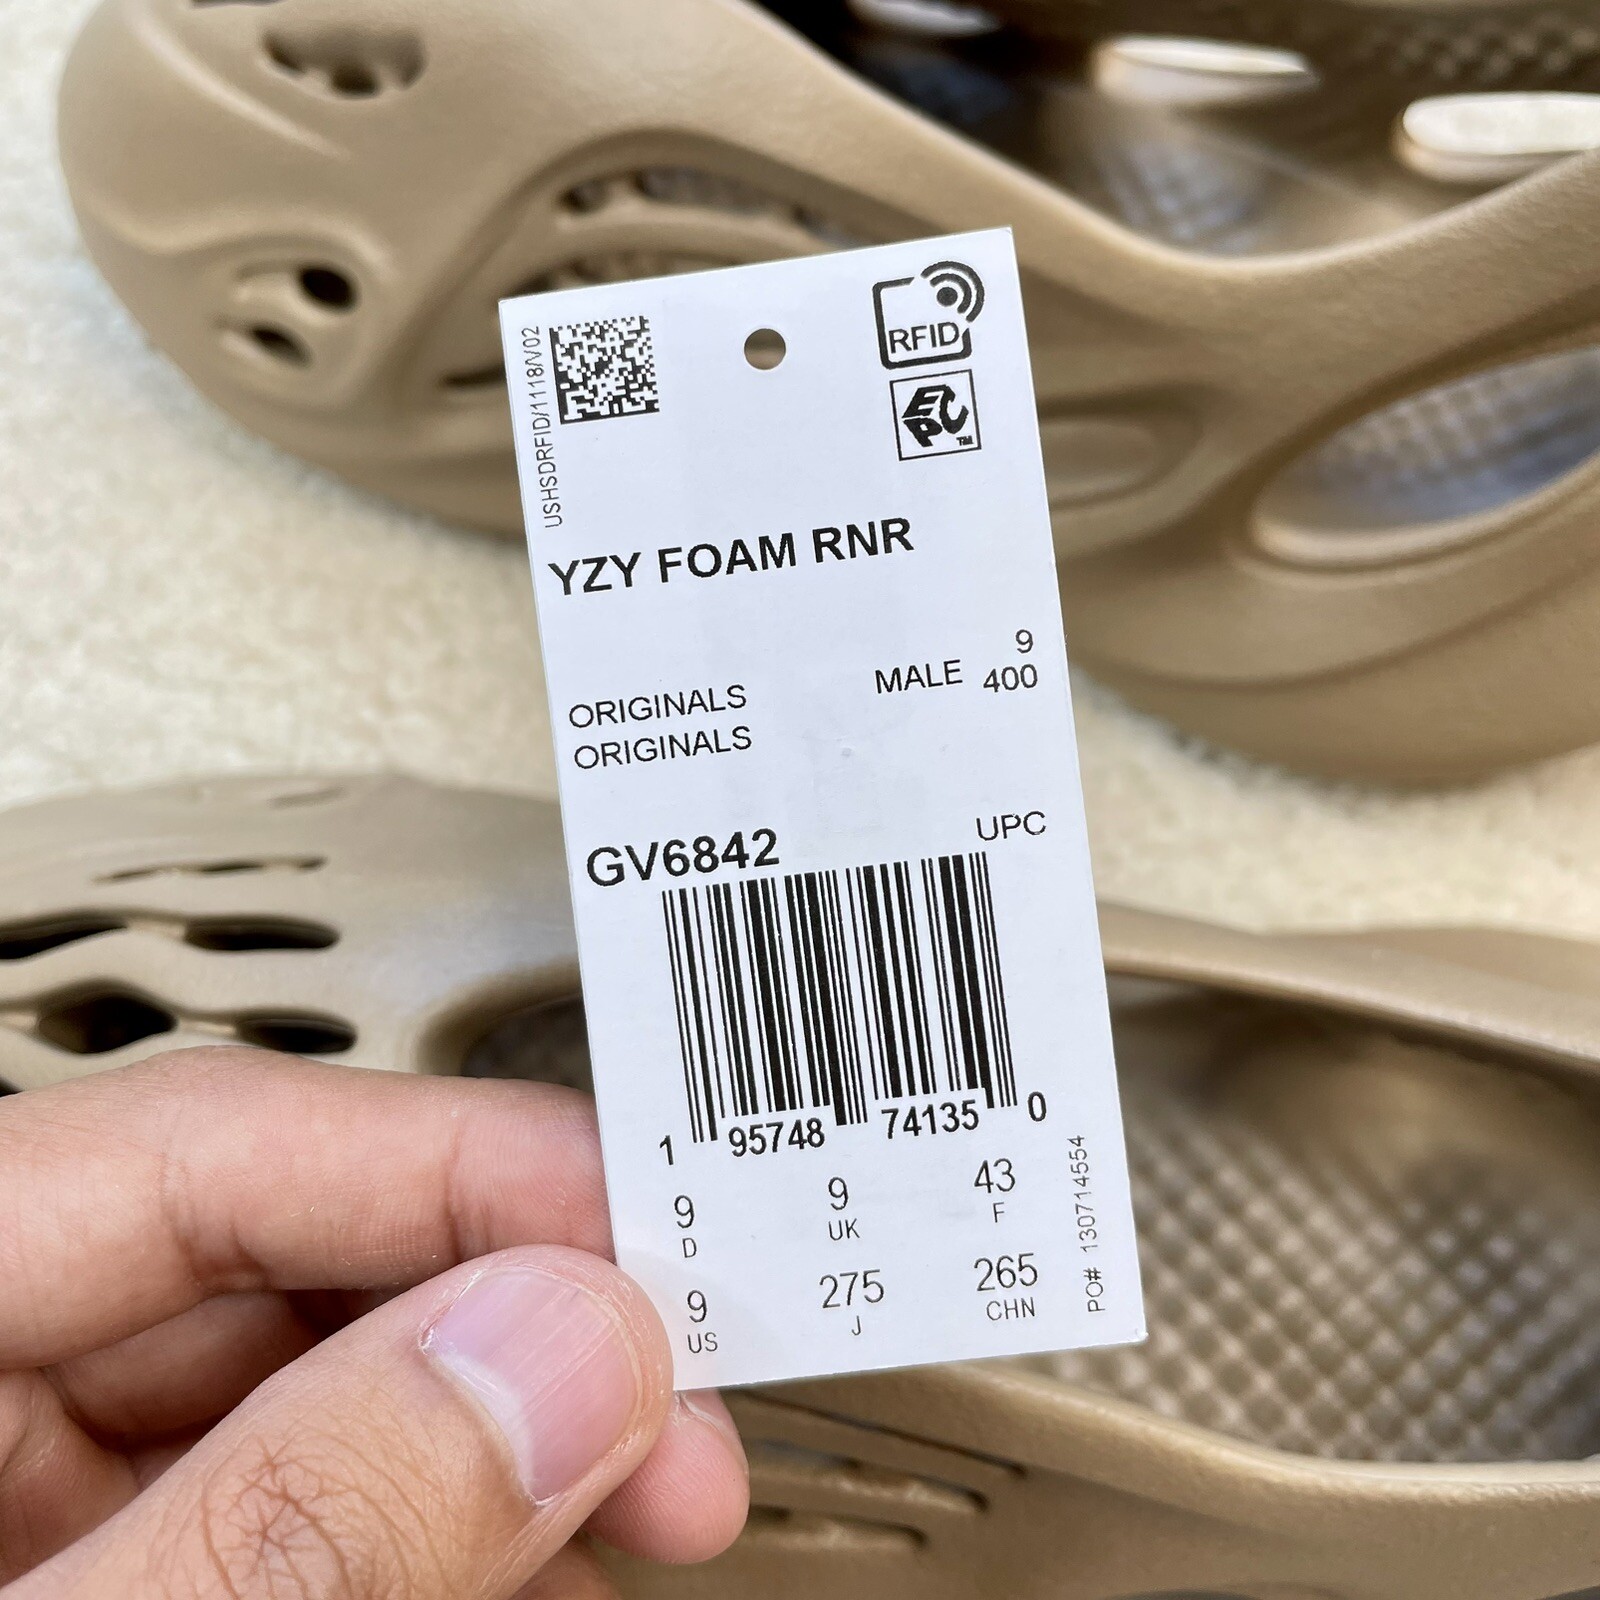 USHSDRFID/1118/V02
RFID
EPC™
YZY FOAM RNR
9
MALE 400
ORIGINALS
ORIGINALS
GV6842
UPC
1 95748 74135 0
9 9 43
D UK F
9 275 265
US J CHN
PO# 130714554